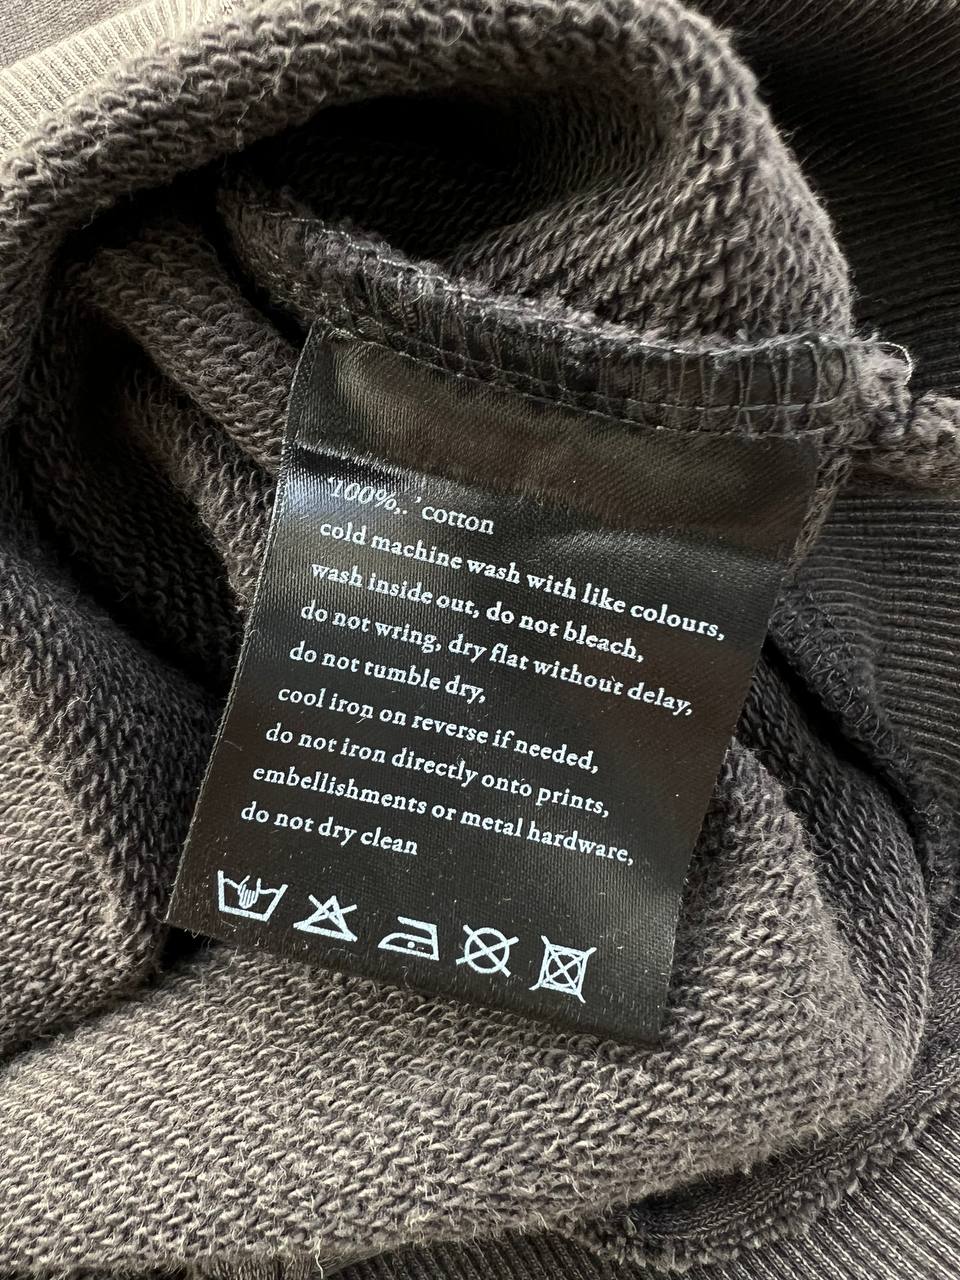 '100%,.' cotton
cold machine wash with like colours,
wash inside out, do not bleach,
do not wring, dry flat without delay,
do not tumble dry,
cool iron on reverse if needed,
do not iron directly onto prints,
embellishments or metal hardware,
do not dry clean